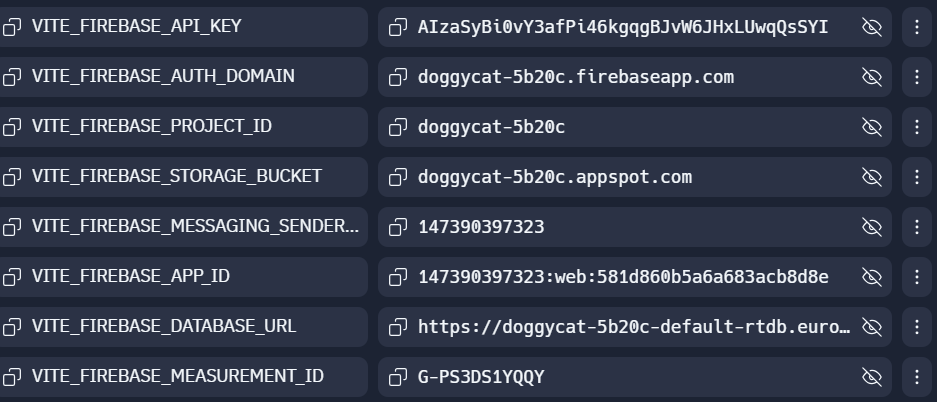 VITE_FIREBASE_API_KEY AIzaSyBi0vY3afPi46kgqgBJvW6JHxLUwqQsSYI
VITE_FIREBASE_AUTH_DOMAIN doggycat-5b20c.firebaseapp.com
VITE_FIREBASE_PROJECT_ID doggycat-5b20c
VITE_FIREBASE_STORAGE_BUCKET doggycat-5b20c.appspot.com
VITE_FIREBASE_MESSAGING_SENDER... 147390397323
VITE_FIREBASE_APP_ID 147390397323:web:581d860b5a6a683acb8d8e
VITE_FIREBASE_DATABASE_URL https://doggycat-5b20c-default-rtdb.euro...
VITE_FIREBASE_MEASUREMENT_ID G-PS3DS1YQQY